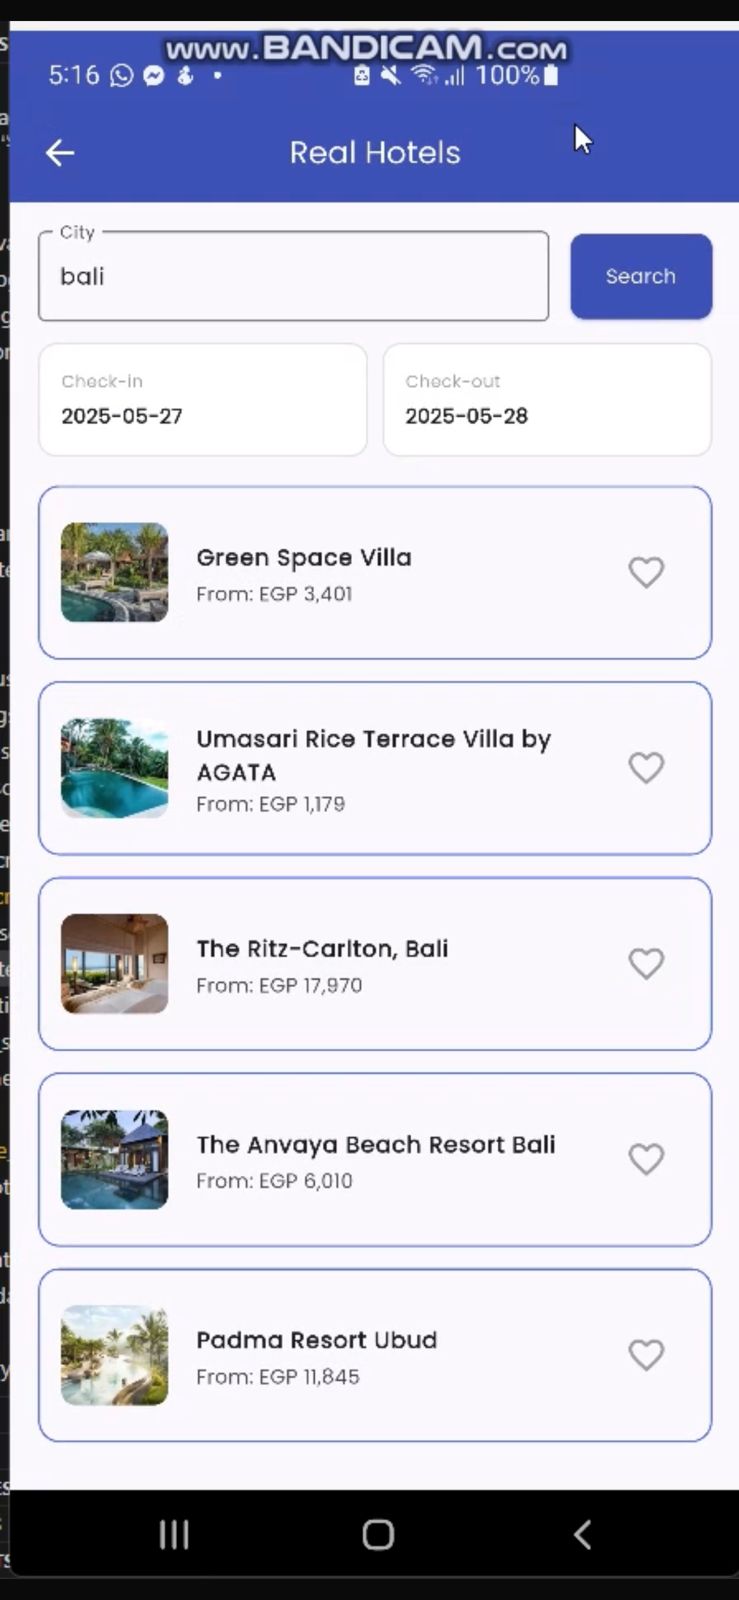 www.BANDICAM.com
5:16 100%
Real Hotels
City
bali
Search
Check-in
2025-05-27
Check-out
2025-05-28
Green Space Villa
From: EGP 3,401
Umasari Rice Terrace Villa by
AGATA
From: EGP 1,179
The Ritz-Carlton, Bali
From: EGP 17,970
The Anvaya Beach Resort Bali
From: EGP 6,010
Padma Resort Ubud
From: EGP 11,845